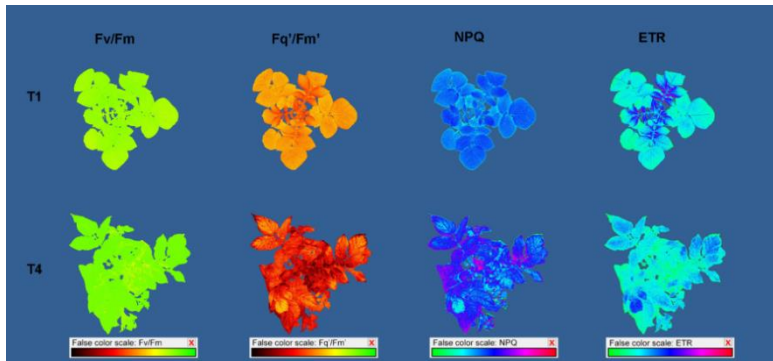 Fv/Fm Fq'/Fm' NPQ ETR
T1
T4
False color scale: Fv/Fm X
False color scale: Fq'/Fm' X
False color scale: NPQ X
False color scale: ETR X